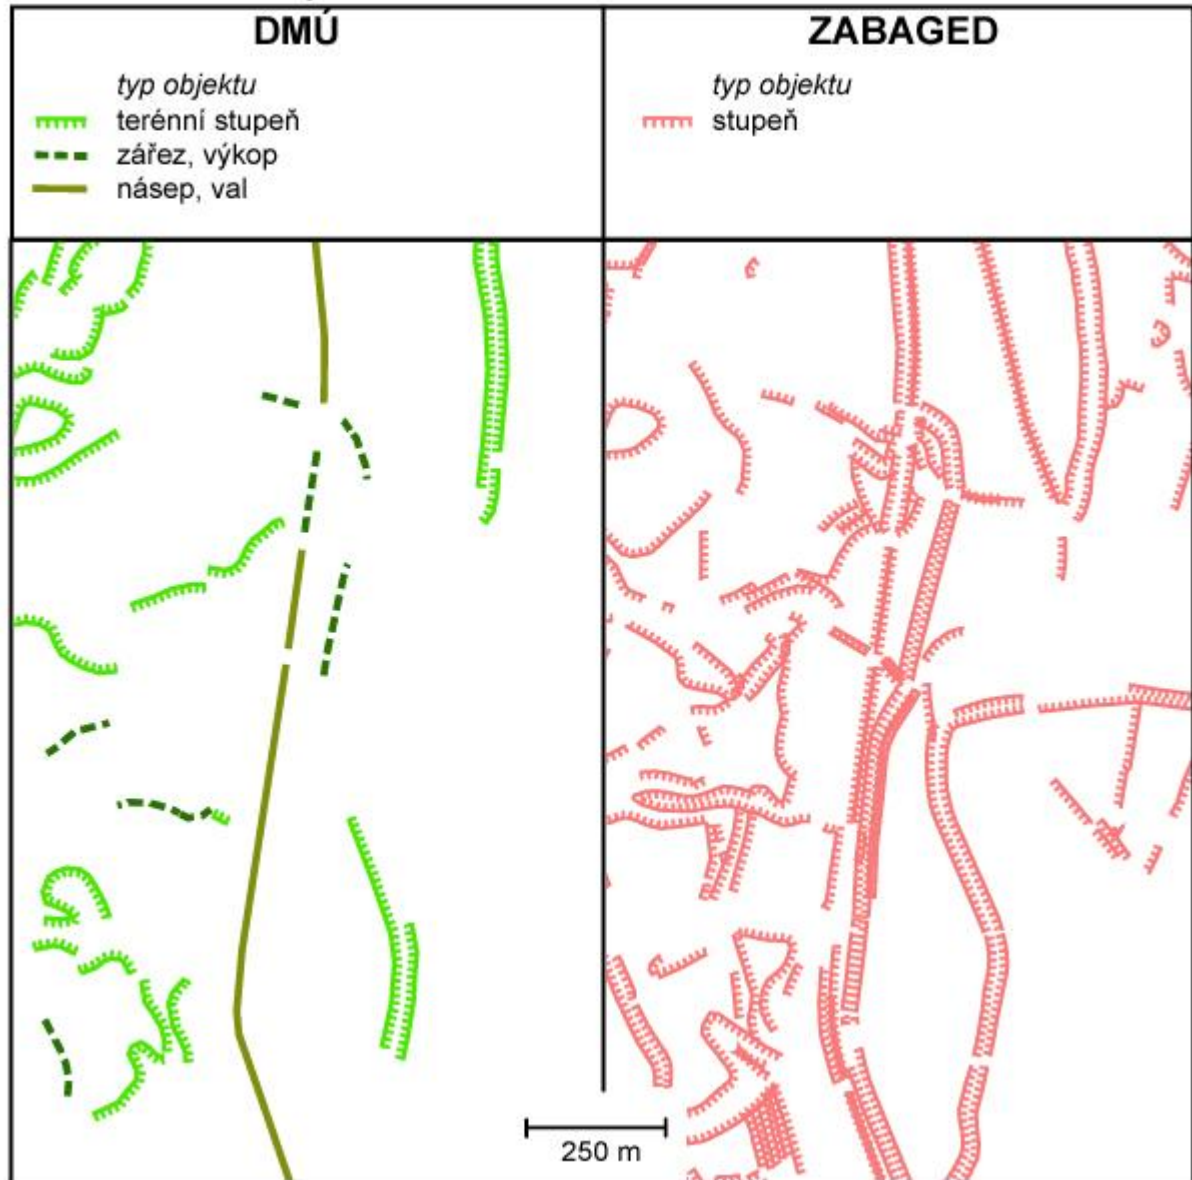 DMÚ
typ objektu
terénní stupeň
zářez, výkop
násep, val
ZABAGED
typ objektu
stupeň
250 m